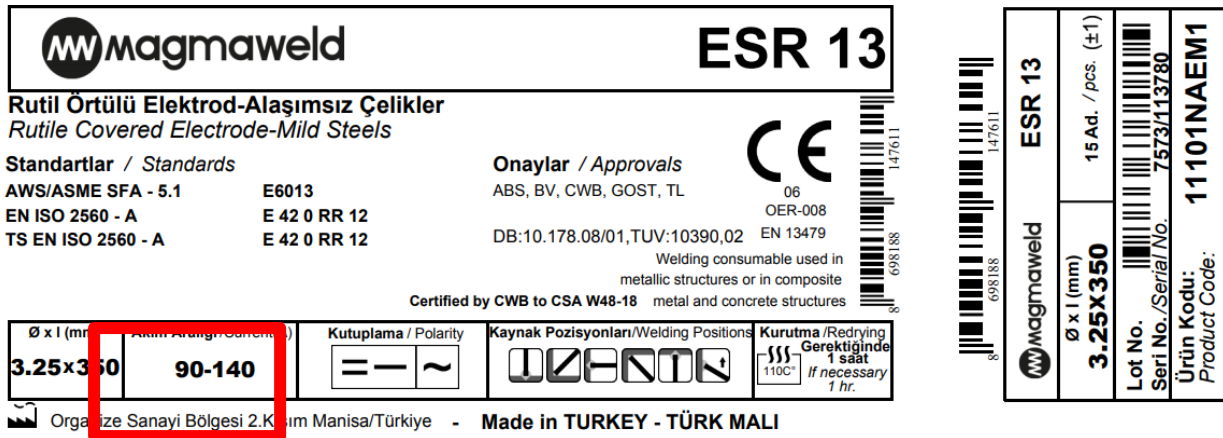 magmaweld ESR 13
Rutil Örtülü Elektrod-Alaşımsız Çelikler
Rutile Covered Electrode-Mild Steels
Standartlar / Standards
AWS/ASME SFA - 5.1 E6013
EN ISO 2560 - A E 42 0 RR 12
TS EN ISO 2560 - A E 42 0 RR 12
Onaylar / Approvals
ABS, BV, CWB, GOST, TL
DB:10.178.08/01,TUV:10390,02
CE
06
OER-008
EN 13479
Welding consumable used in
metallic structures or in composite
metal and concrete structures
Certified by CWB to CSA W48-18
8 698188 147611
Ø x l
3.25x350
90-140
Kutuplama / Polarity
= — ~
Kaynak Pozisyonları/Welding Positions
Kurutma /Redrying
110C°
Gerektiğinde
1 saat
If necessary
1 hr.
Organize Sanayi Bölgesi 2.Kısım Manisa/Türkiye - Made in TURKEY - TÜRK MALI
8 698188 147611
magmaweld ESR 13
Ø x l (mm)
3.25x350
15 Ad. / pcs. (±1)
Lot No.
Seri No./Serial No. 7573/113780
Ürün Kodu: 11101NAEM1
Product Code: